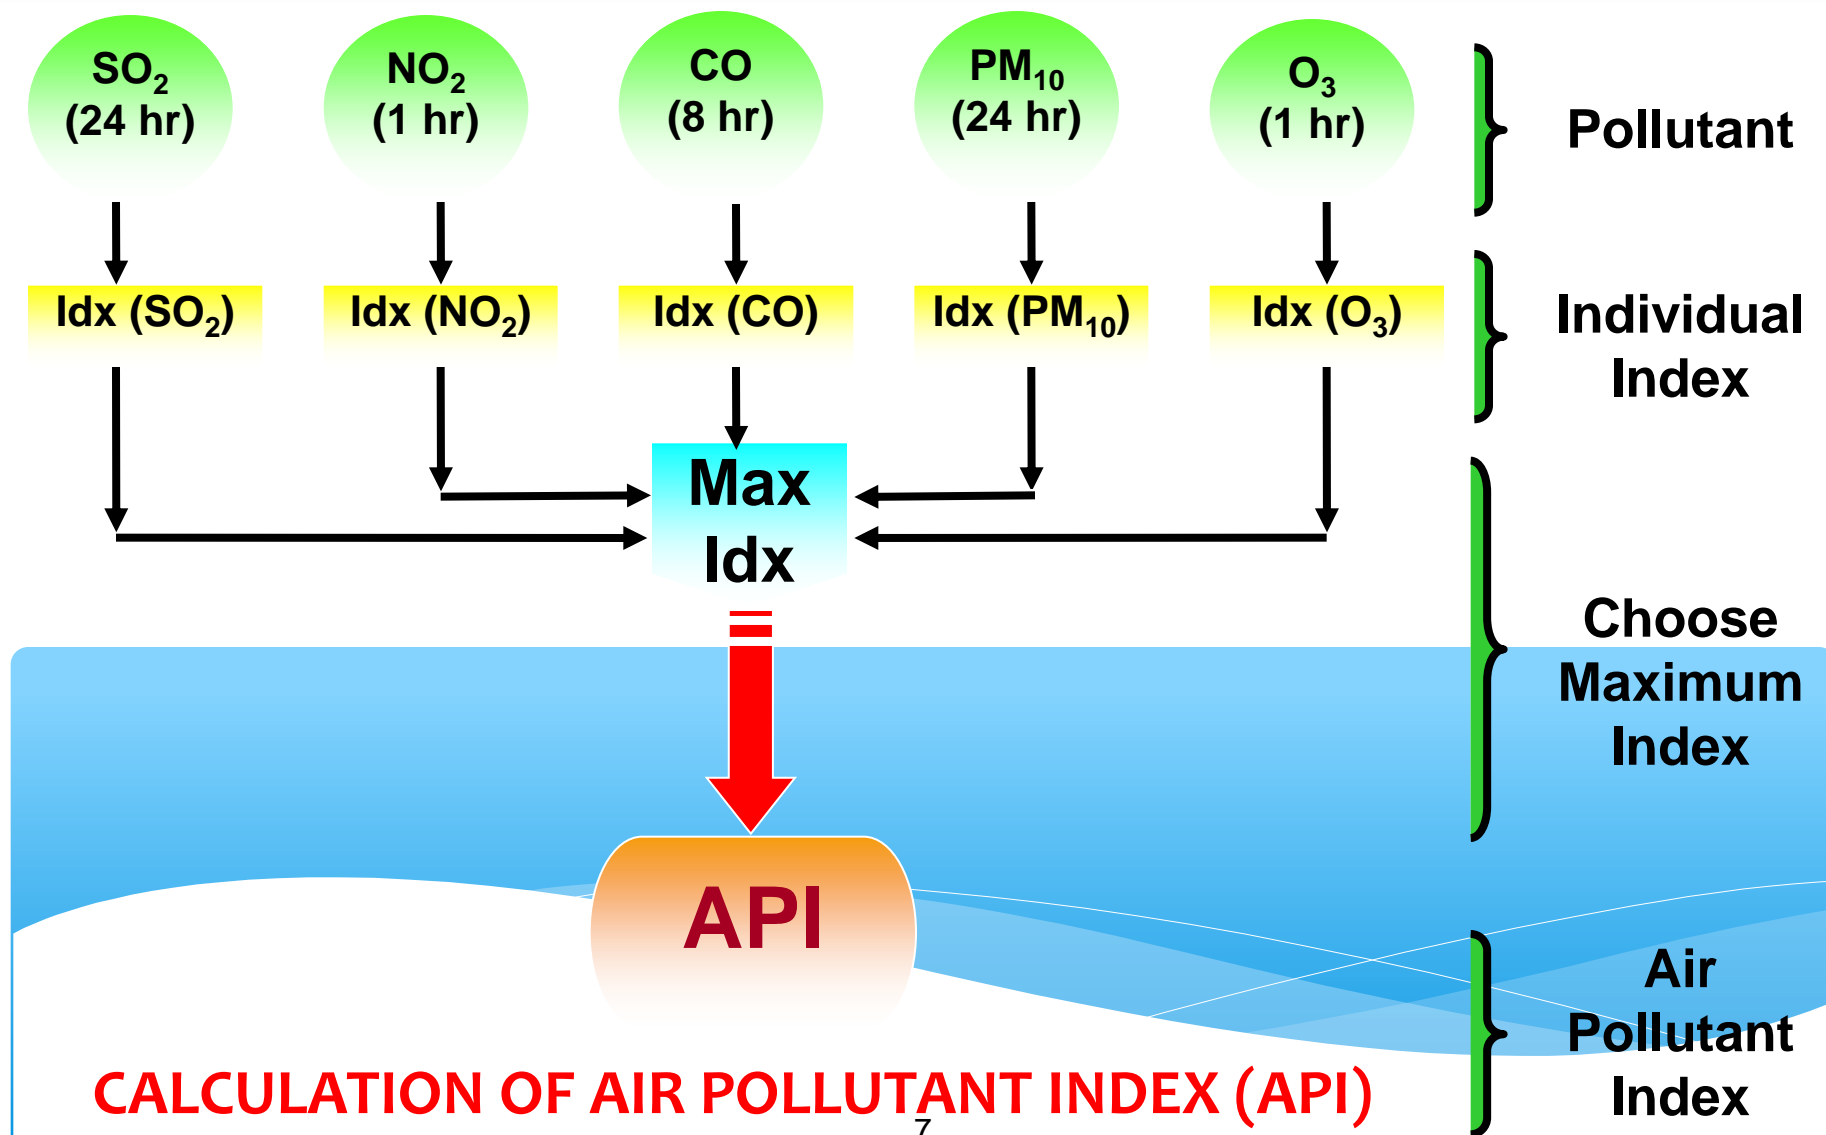 SO₂
(24 hr)
NO₂
(1 hr)
CO
(8 hr)
PM₁₀
(24 hr)
O₃
(1 hr)
Pollutant
Idx (SO₂)
Idx (NO₂)
Idx (CO)
Idx (PM₁₀)
Idx (O₃)
Individual
Index
Max
Idx
Choose
Maximum
Index
API
Air
Pollutant
Index
CALCULATION OF AIR POLLUTANT INDEX (API)
7